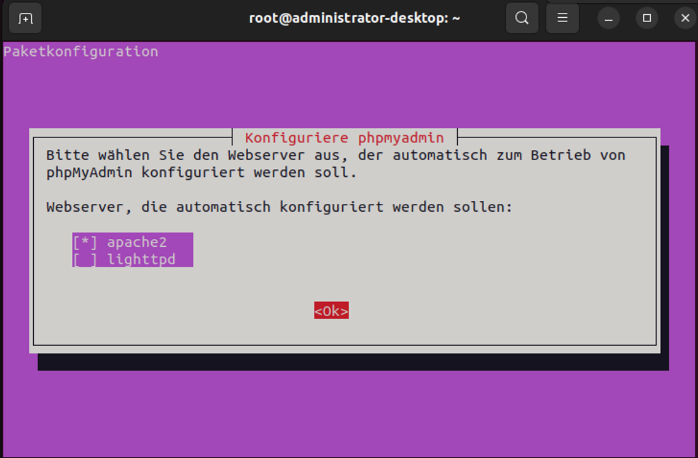 root@administrator-desktop: ~
Paketkonfiguration
Konfiguriere phpmyadmin
Bitte wählen Sie den Webserver aus, der automatisch zum Betrieb von
phpMyAdmin konfiguriert werden soll.
Webserver, die automatisch konfiguriert werden sollen:
[*] apache2
[ ] lighttpd
<Ok>